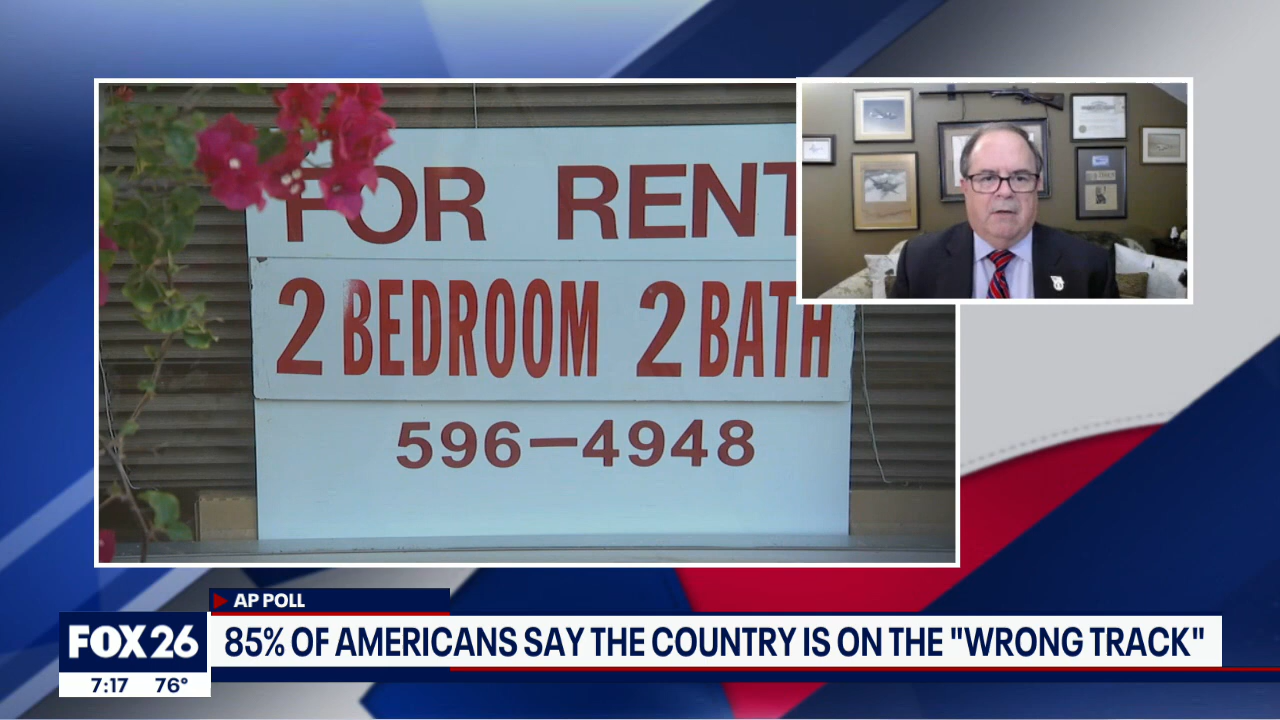 FOR RENT
2 BEDROOM 2 BATH
596-4948
AP POLL
FOX 26
85% OF AMERICANS SAY THE COUNTRY IS ON THE "WRONG TRACK"
7:17 76°